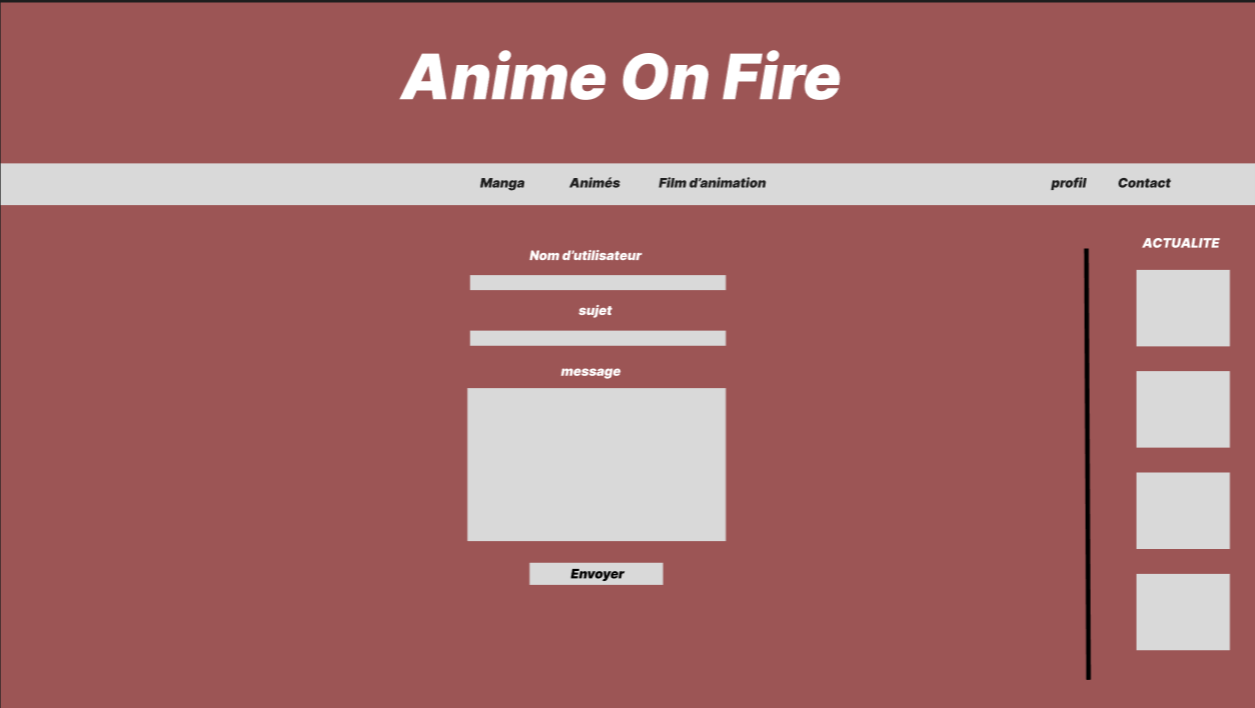 Anime On Fire
Manga Animés Film d'animation profil Contact
ACTUALITE
Nom d'utilisateur
sujet
message
Envoyer